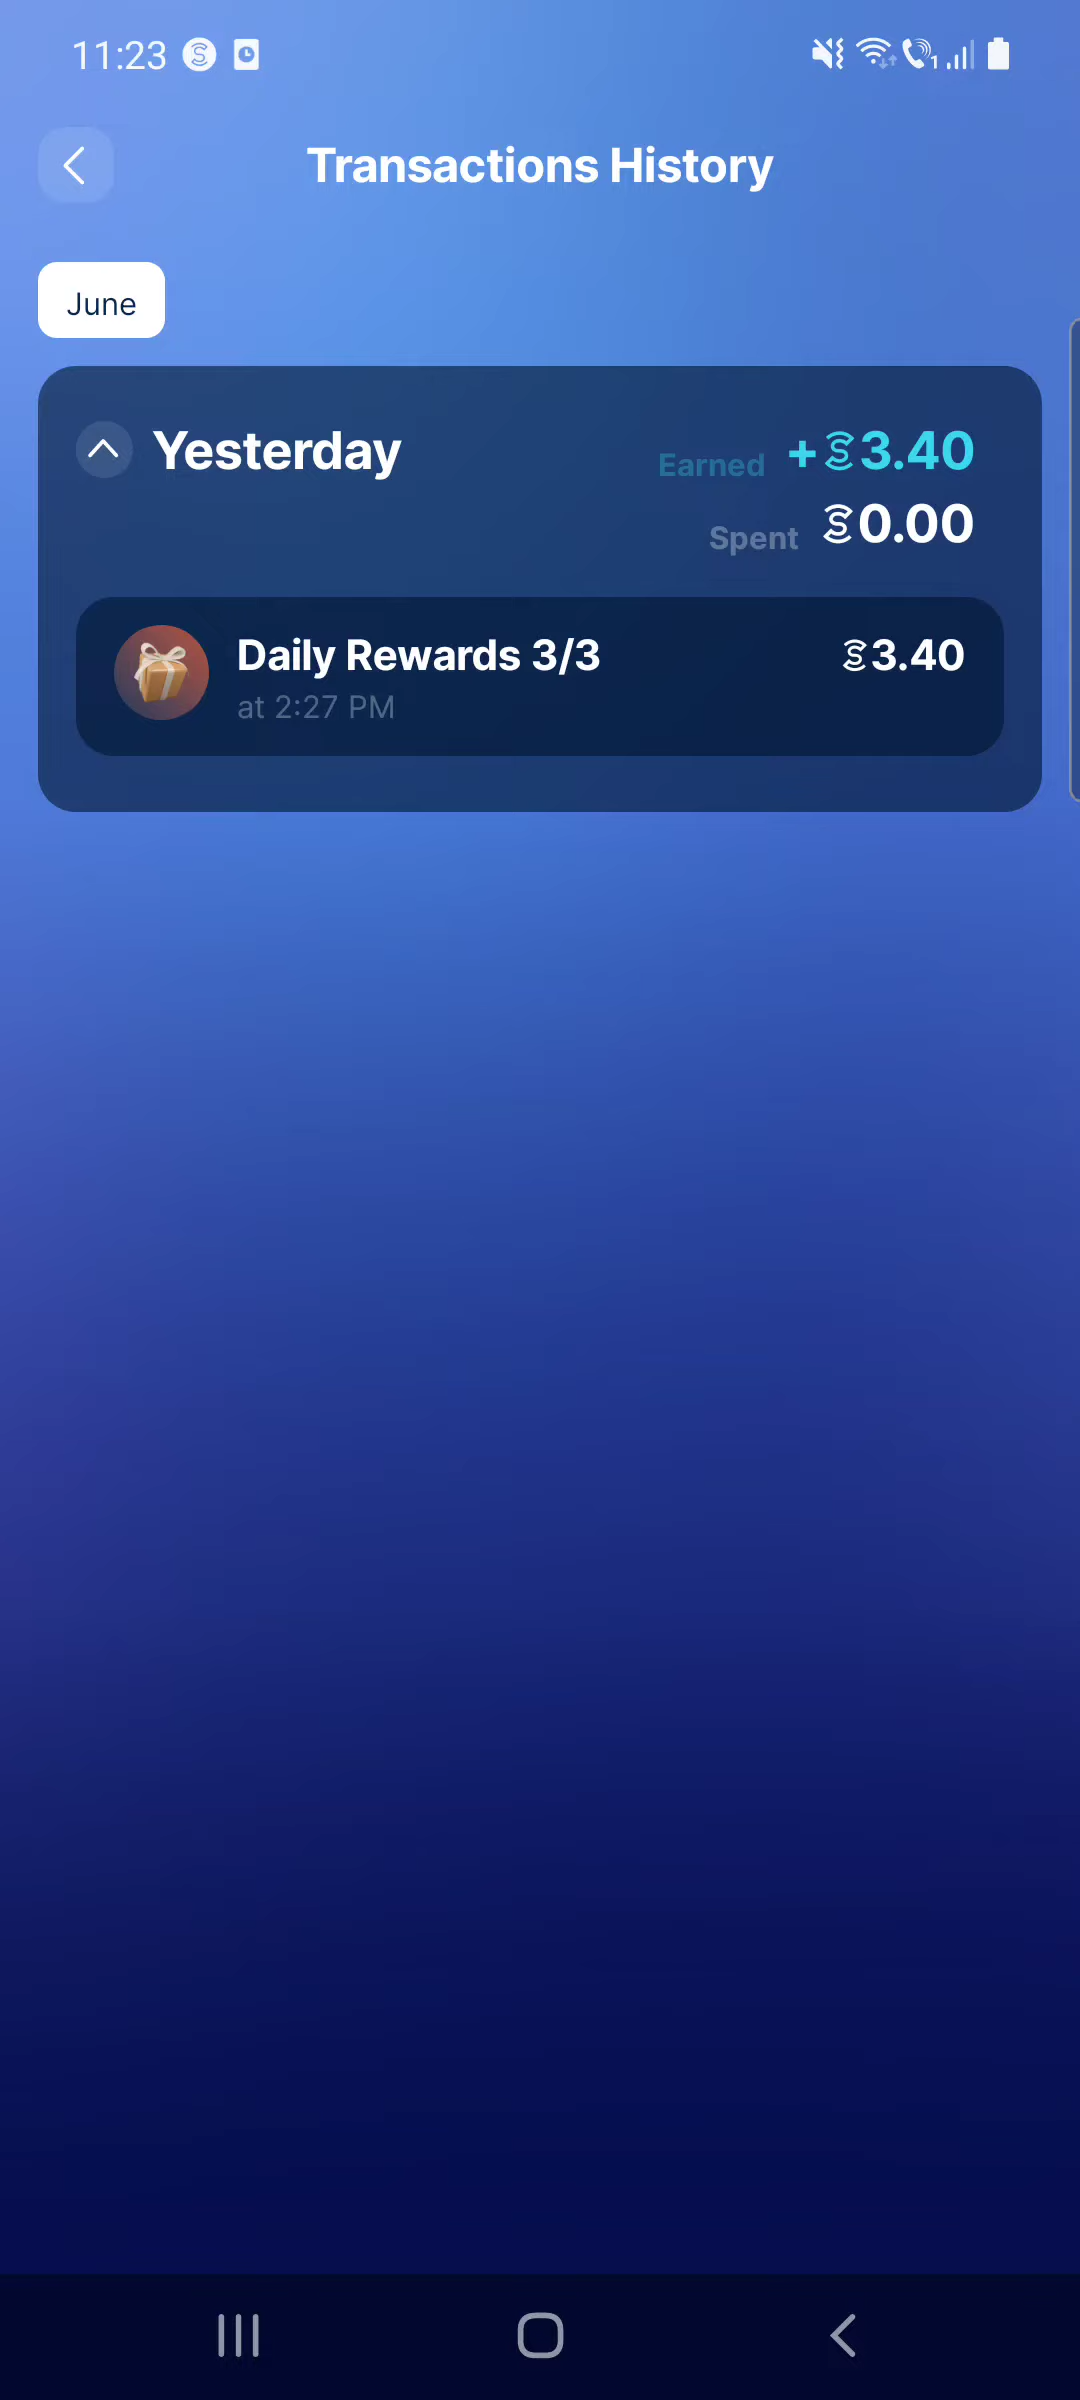 11:23
Transactions History
June
Yesterday
Earned +3.40
Spent 0.00
Daily Rewards 3/3 3.40
at 2:27 PM